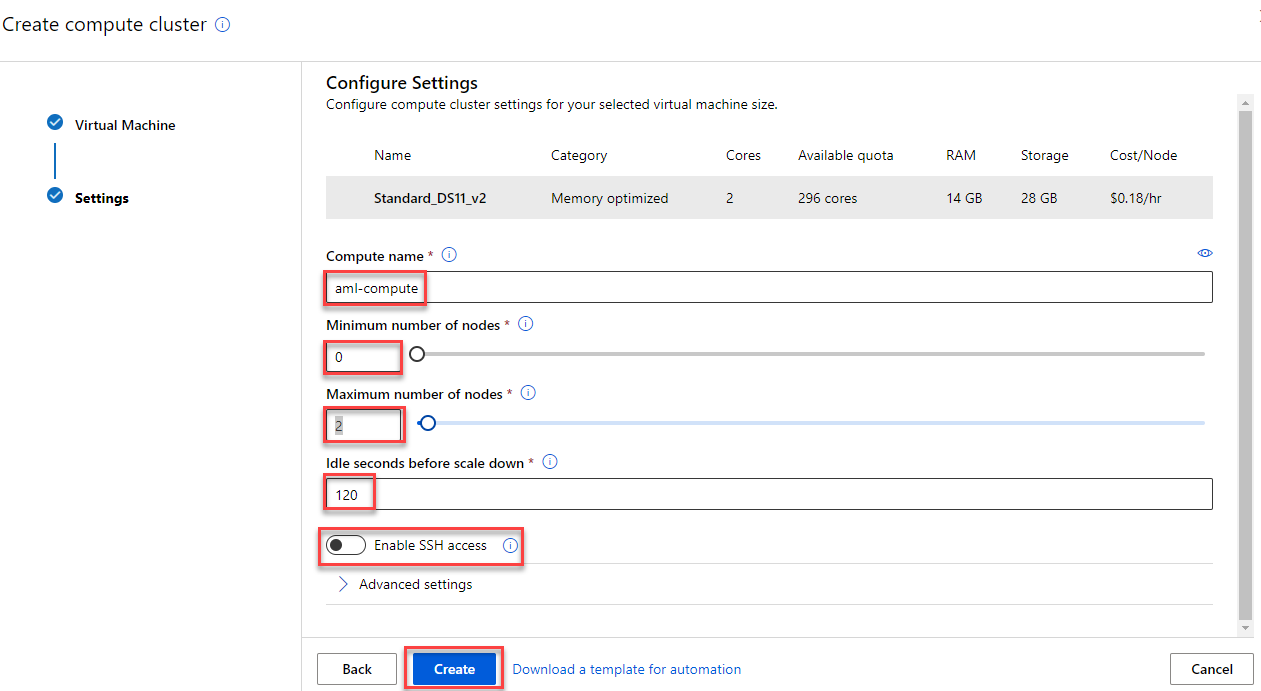 Create compute cluster
Virtual Machine
Settings
Configure Settings
Configure compute cluster settings for your selected virtual machine size.
Name Category Cores Available quota RAM Storage Cost/Node
Standard_DS11_v2 Memory optimized 2 296 cores 14 GB 28 GB $0.18/hr
Compute name *
aml-compute
Minimum number of nodes *
0
Maximum number of nodes *
2
Idle seconds before scale down *
120
Enable SSH access
Advanced settings
Back Create Download a template for automation Cancel